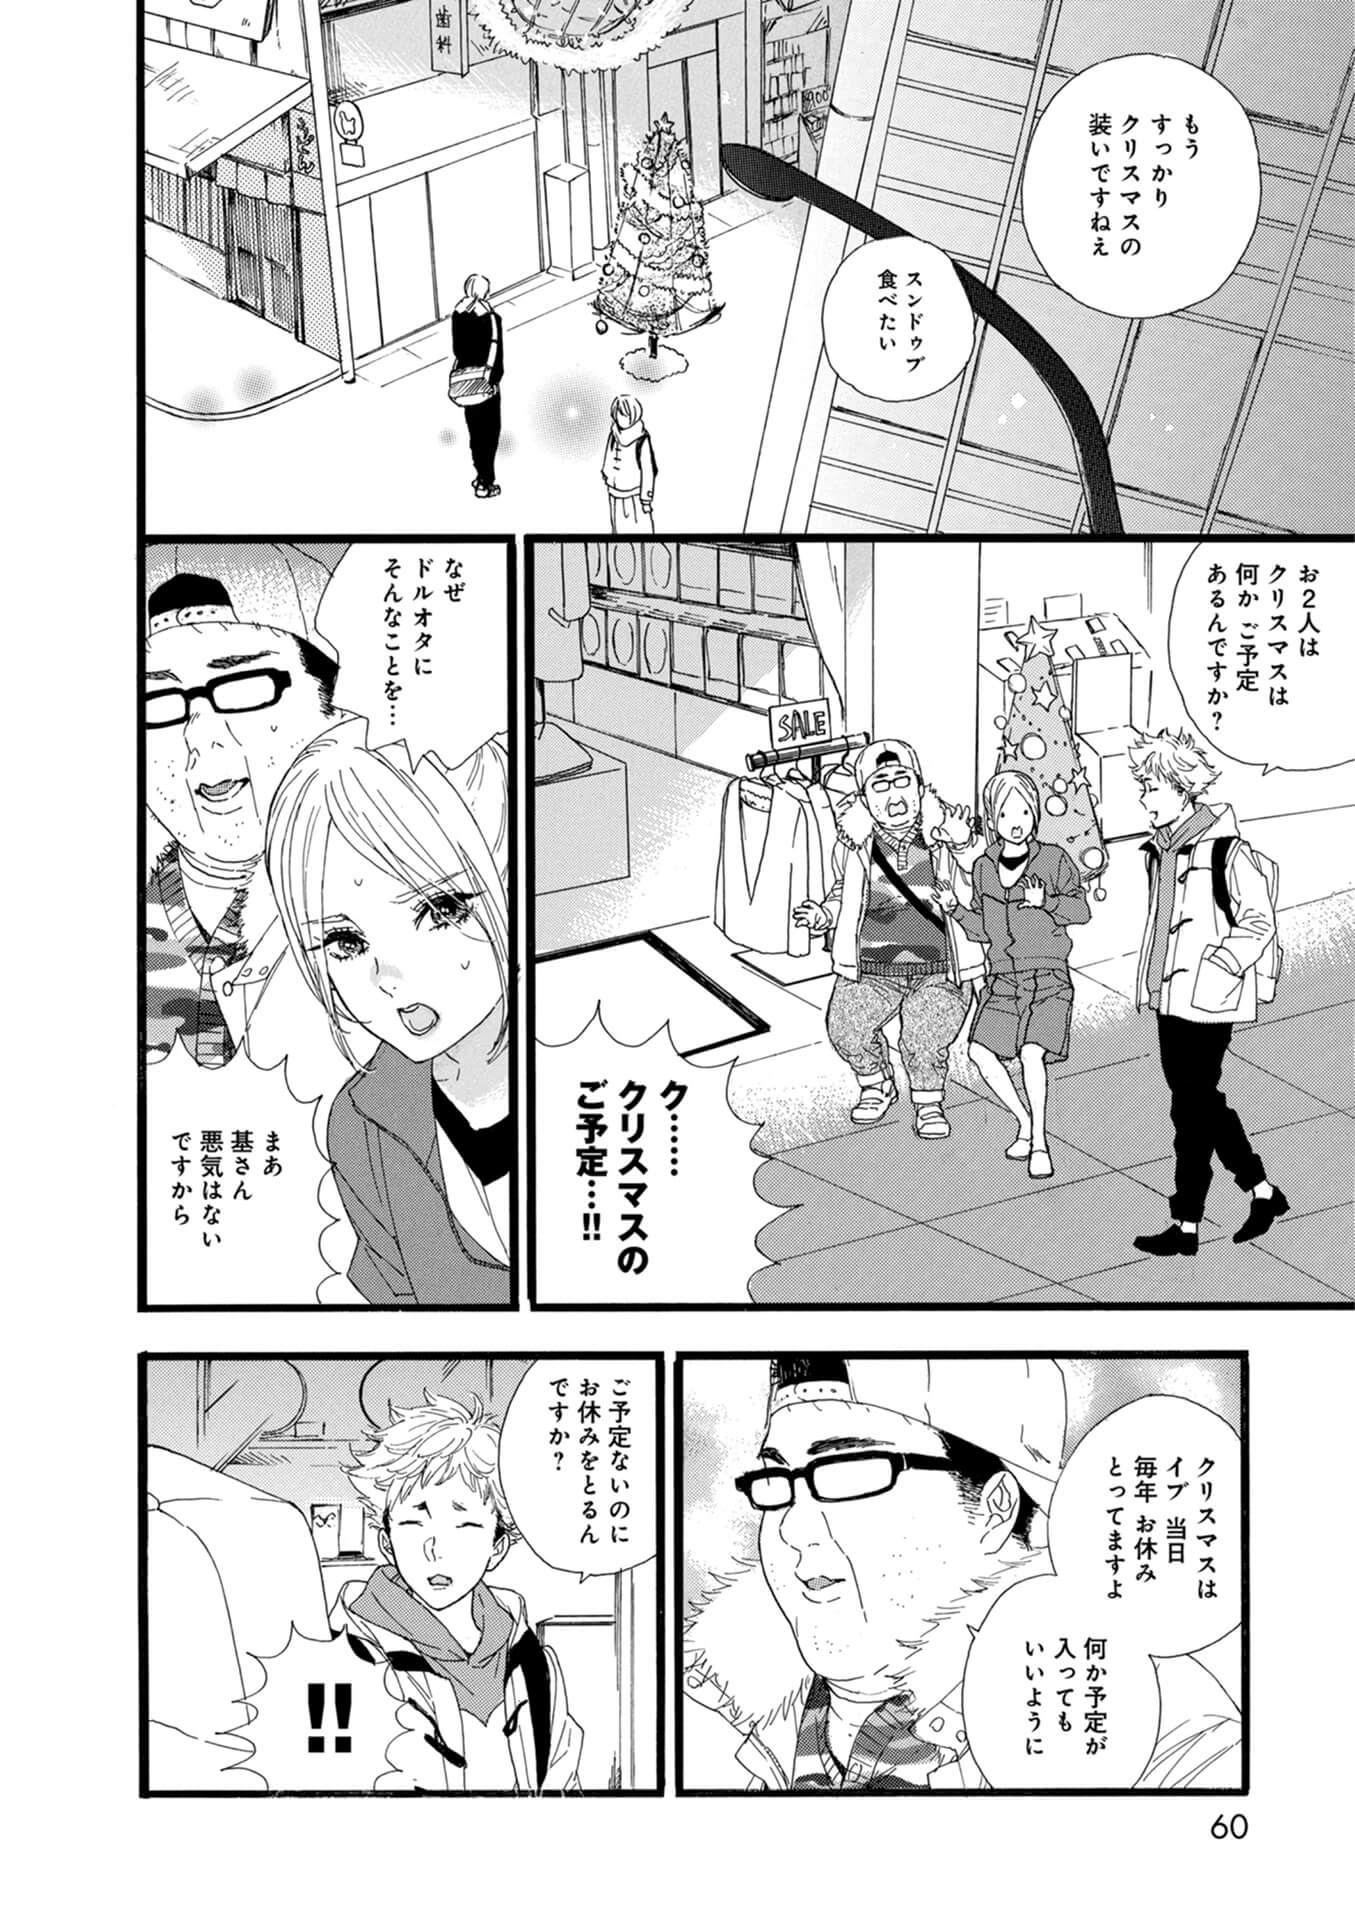 もう
すっかり
クリスマスの
装いですねえ
スンドゥブ
食べたい
歯科
うどん
お2人は
クリスマスは
何か ご予定
あるんですか?
SALE
ク……
クリスマスの
ご予定…!!
なぜ
ドルオタに
そんなことを…
まあ
基さん
悪気はない
ですから
クリスマスは
イブ 当日
毎年 お休み
とってますよ
何か予定が
入っても
いいように
ご予定ないのに
お休みをとるん
ですか?
!!
60